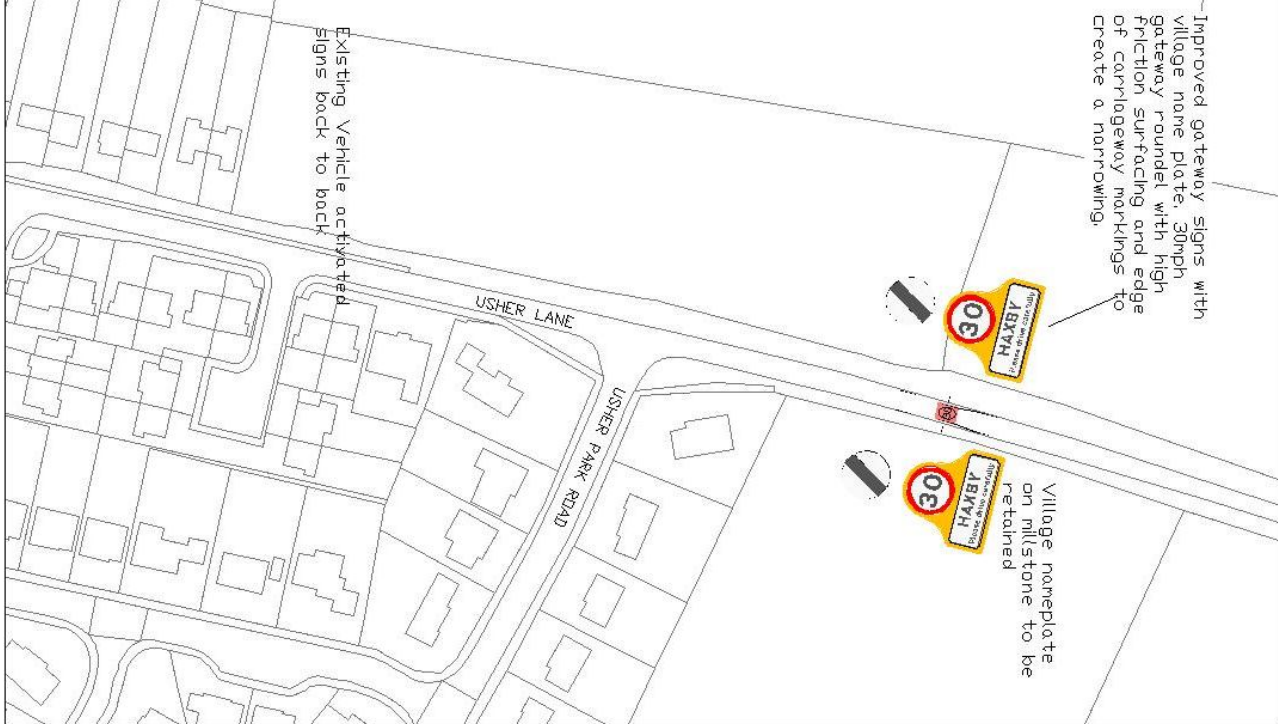 Improved gateway signs with
village name plate, 30mph
gateway roundel with high
friction surfacing and edge
of carriageway markings to
create a narrowing.
Existing Vehicle activated
signs back to back
USHER LANE
USHER PARK ROAD
HAXBY
Please drive carefully
30
HAXBY
Please drive carefully
30
Village nameplate
on millstone to be
retained